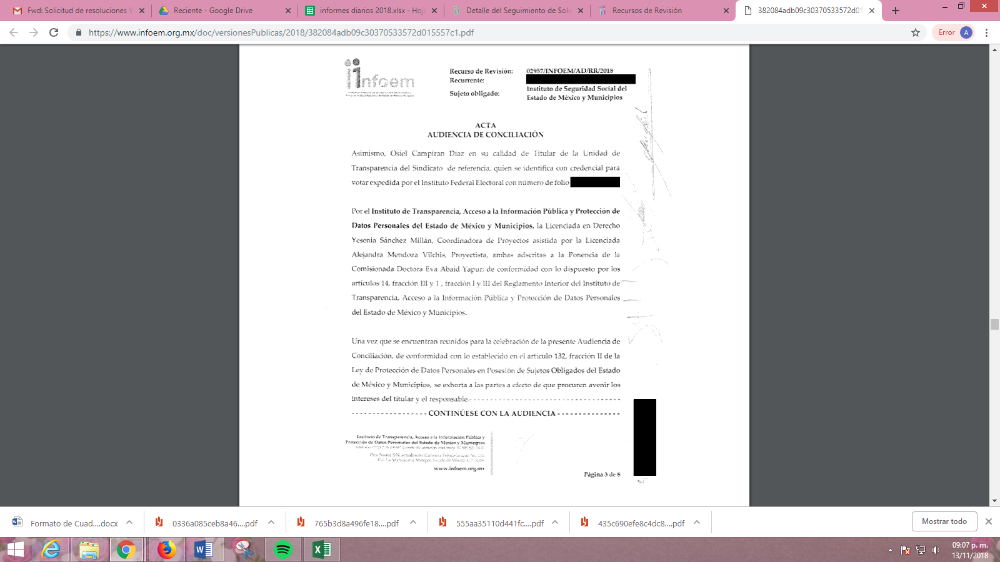 Fwd: Solicitud de resoluciones V
Reciente - Google Drive
informes diarios 2018.xlsx - Hoja
Detalle del Seguimiento de Solic
Recursos de Revisión
382084adb09c30370533572d01
https://www.infoem.org.mx/doc/versionesPublicas/2018/382084adb09c30370533572d015557c1.pdf
Error A
infoem
Recurso de Revisión: 02957/INFOEM/AD/RR/2018
Recurrente:
Sujeto obligado: Instituto de Seguridad Social del
Estado de México y Municipios
ACTA
AUDIENCIA DE CONCILIACIÓN
Asimismo, Osiel Campiran Díaz en su calidad de Titular de la Unidad de
Transparencia del Sindicato de referencia, quien se identifica con credencial para
votar expedida por el Instituto Federal Electoral con número de folio
Por el Instituto de Transparencia, Acceso a la Información Pública y Protección de
Datos Personales del Estado de México y Municipios, la Licenciada en Derecho
Yesenia Sánchez Millán, Coordinadora de Proyectos asistida por la Licenciada
Alejandra Mendoza Vilchis, Proyectista, ambas adscritas a la Ponencia de la
Comisionada Doctora Eva Abaid Yapur; de conformidad con lo dispuesto por los
artículos 14, fracción III y 1 , fracción I y III del Reglamento Interior del Instituto de
Transparencia, Acceso a la Información Pública y Protección de Datos Personales
del Estado de México y Municipios.
Una vez que se encuentran reunidos para la celebración de la presente Audiencia de
Conciliación, de conformidad con lo establecido en el artículo 132, fracción II de la
Ley de Protección de Datos Personales en Posesión de Sujetos Obligados del Estado
de México y Municipios, se exhorta a las partes a efecto de que procuren avenir los
intereses del titular y el responsable.- - - - - - - - - - - - - - - - - - - - - - - - - - - - - - - - -
- - - - - - - - - - - - - - - - CONTINÚESE CON LA AUDIENCIA - - - - - - - - - - - - -
Instituto de Transparencia, Acceso a la Información Pública y
Protección de Datos Personales del Estado de México y Municipios
www.infoem.org.mx
Página 3 de 8
Formato de Cuad....docx
0336a085ceb8a46....pdf
765b3d8a496fe18....pdf
555aa35110d441fc....pdf
435c690efe8c4dc8....pdf
Mostrar todo
09:07 p. m.
13/11/2018